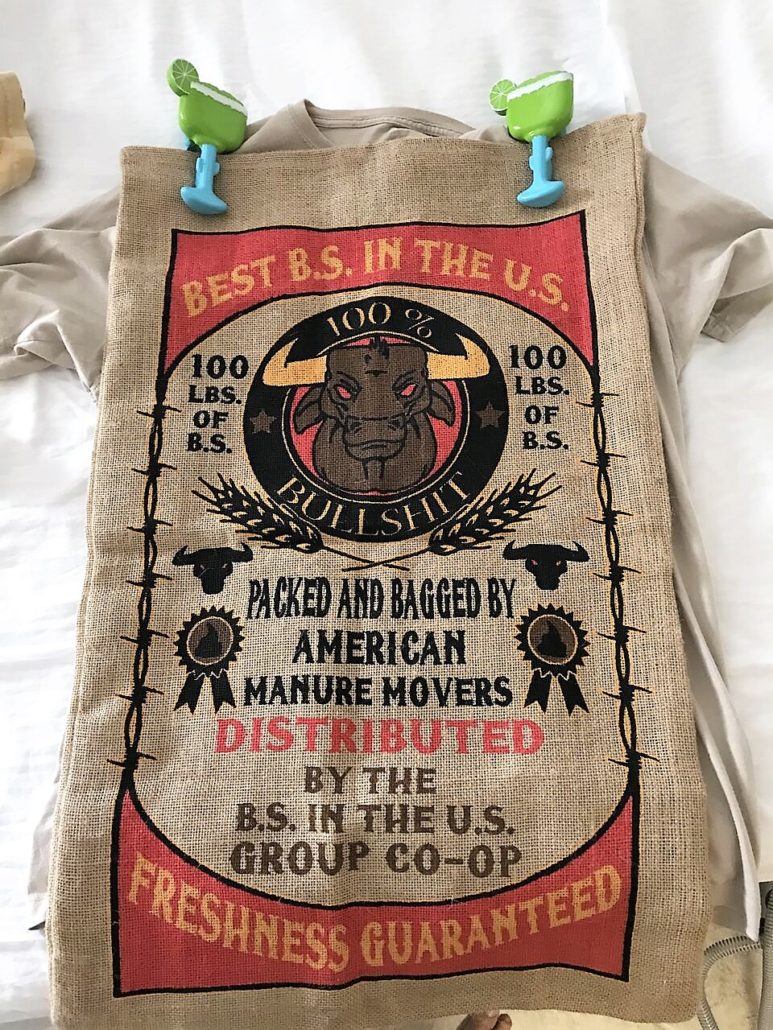 BEST B.S. IN THE U.S.
100 %
100
LBS.
OF
B.S.
100
LBS.
OF
B.S.
BULLSHIT
PACKED AND BAGGED BY
AMERICAN
MANURE MOVERS
DISTRIBUTED
BY THE
B.S. IN THE U.S.
GROUP CO-OP
FRESHNESS GUARANTEED